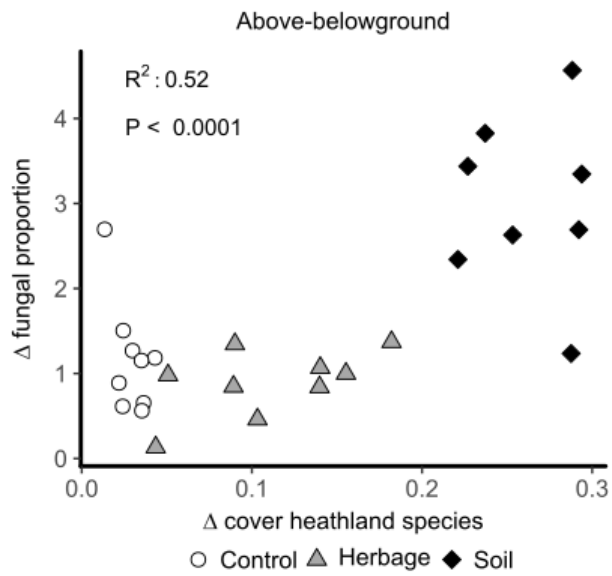 Above-belowground
R²: 0.52
P < 0.0001
Δ fungal proportion
4
3
2
1
0
0.0 0.1 0.2 0.3
Δ cover heathland species
Control Herbage Soil